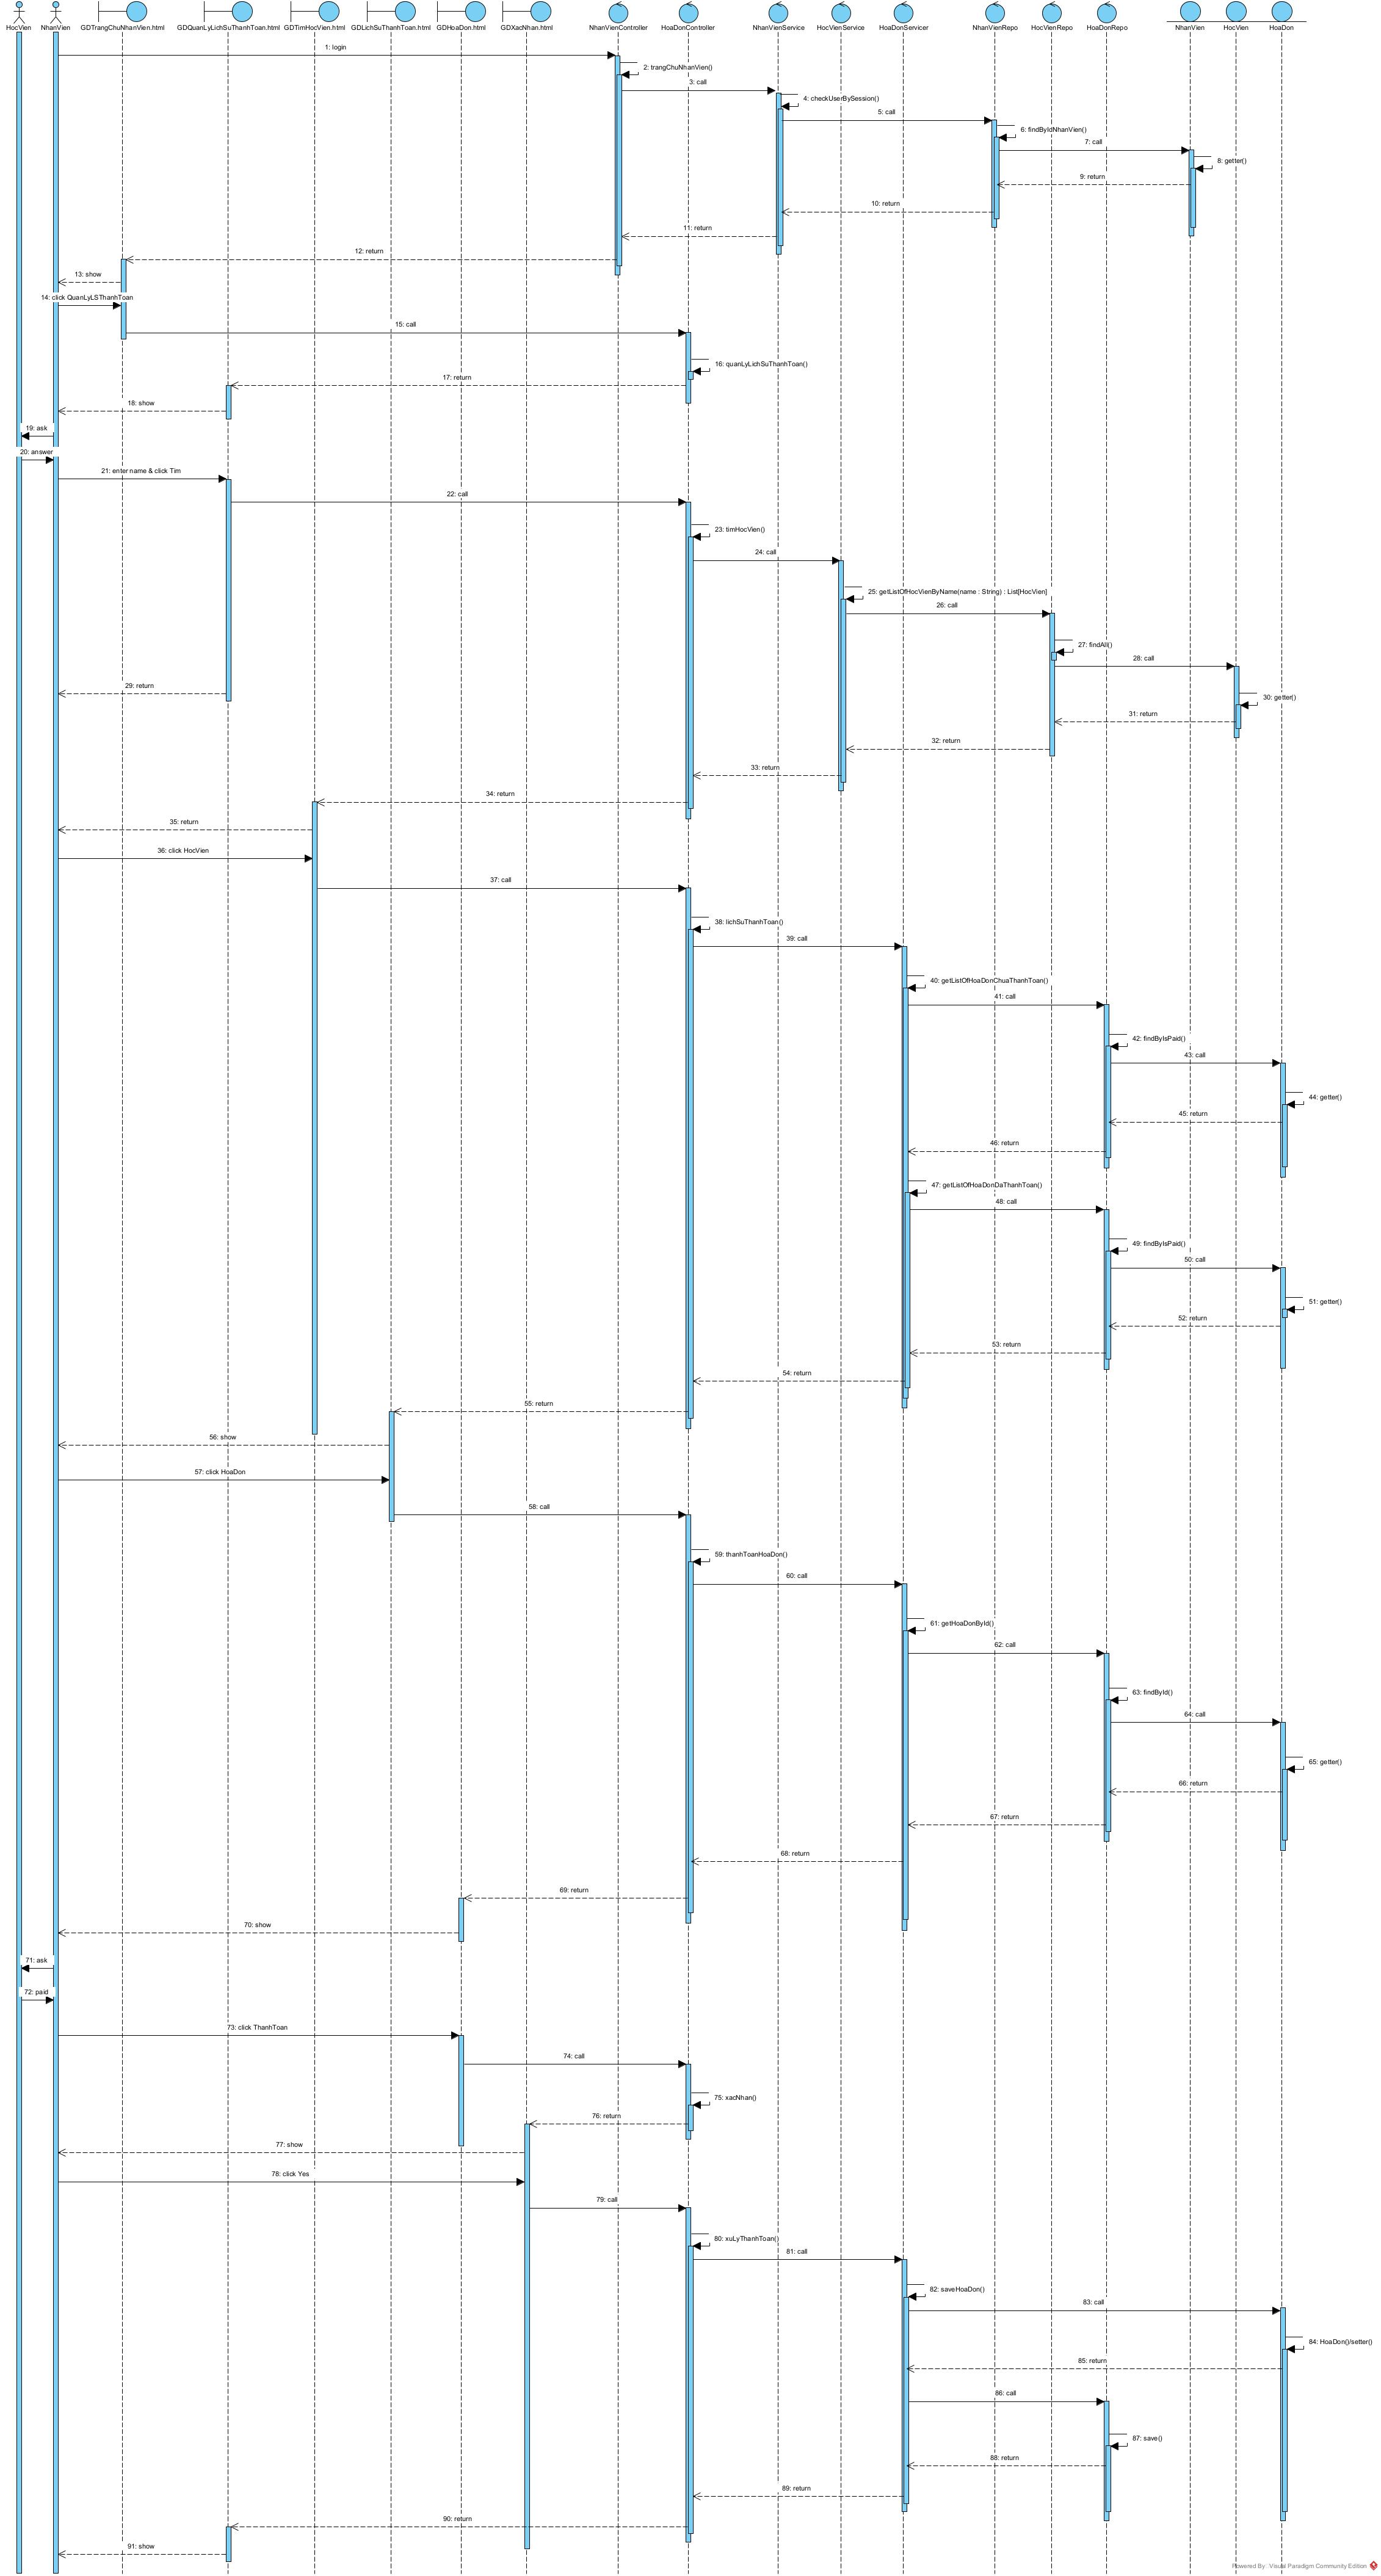 HocVien
NhanVien
GDTrangChuNhanVien.html
GDQuanLyLichSuThanhToan.html
GDTimHocVien.html
GDLichSuThanhToan.html
GDHoaDon.html
GDXacNhan.html
NhanVienController
HoaDonController
NhanVienService
HocVienService
HoaDonServicer
NhanVienRepo
HocVienRepo
HoaDonRepo
NhanVien
HocVien
HoaDon
1: login
2: trangChuNhanVien()
3: call
4: checkUserBySession()
5: call
6: findByIdNhanVien()
7: call
8: getter()
9: return
10: return
11: return
12: return
13: show
14: click QuanLyLSThanhToan
15: call
16: quanLyLichSuThanhToan()
17: return
18: show
19: ask
20: answer
21: enter name & click Tim
22: call
23: timHocVien()
24: call
25: getListOfHocVienByName(name : String) : List[HocVien]
26: call
27: findAll()
28: call
29: return
30: getter()
31: return
32: return
33: return
34: return
35: return
36: click HocVien
37: call
38: lichSuThanhToan()
39: call
40: getListOfHoaDonChuaThanhToan()
41: call
42: findByIsPaid()
43: call
44: getter()
45: return
46: return
47: getListOfHoaDonDaThanhToan()
48: call
49: findByIsPaid()
50: call
51: getter()
52: return
53: return
54: return
55: return
56: show
57: click HoaDon
58: call
59: thanhToanHoaDon()
60: call
61: getHoaDonById()
62: call
63: findById()
64: call
65: getter()
66: return
67: return
68: return
69: return
70: show
71: ask
72: paid
73: click ThanhToan
74: call
75: xacNhan()
76: return
77: show
78: click Yes
79: call
80: xuLyThanhToan()
81: call
82: saveHoaDon()
83: call
84: HoaDon()/setter()
85: return
86: call
87: save()
88: return
89: return
90: return
91: show
Powered By: Visual Paradigm Community Edition